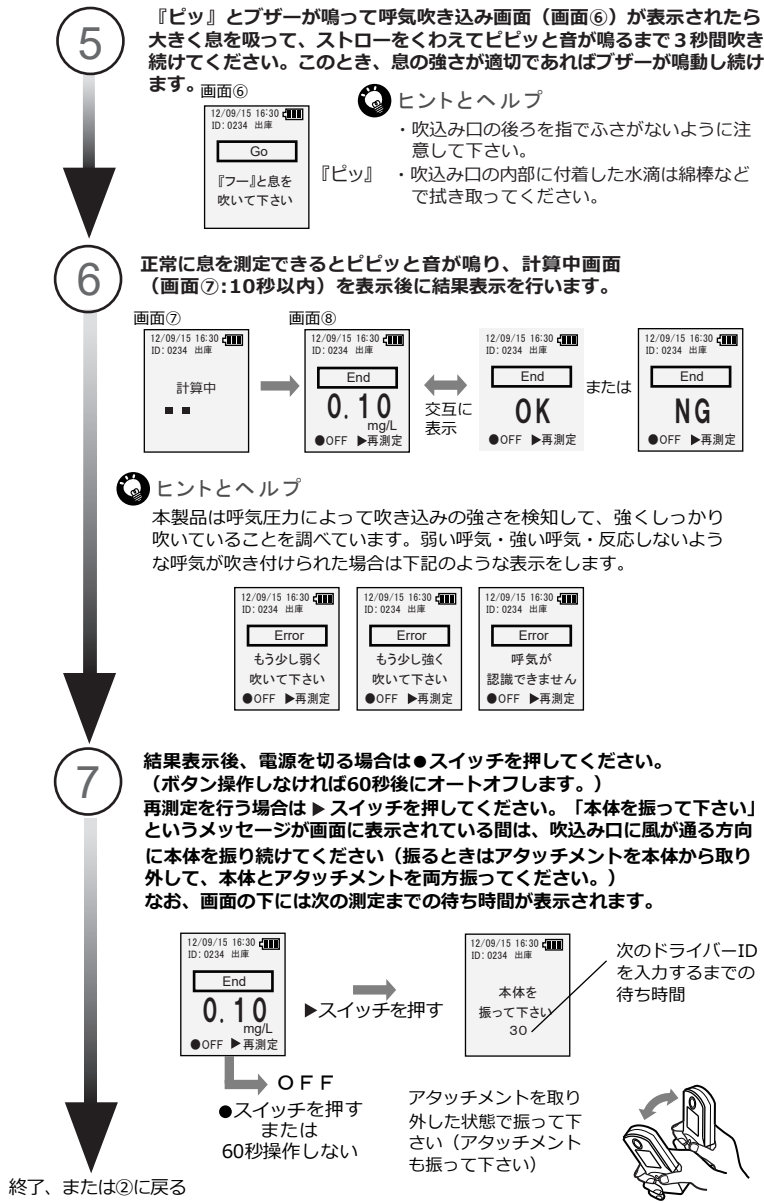 5
『ピッ』とブザーが鳴って呼気吹き込み画面（画面⑥）が表示されたら
大きく息を吸って、ストローをくわえてピピッと音が鳴るまで３秒間吹き
続けてください。このとき、息の強さが適切であればブザーが鳴動し続け
ます。
画面⑥
12/09/15 16:30
ID：0234 出庫
Go
『フー』と息を
吹いて下さい
『ピッ』
ヒントとヘルプ
・吹込み口の後ろを指でふさがないように注
意して下さい。
・吹込み口の内部に付着した水滴は綿棒など
で拭き取ってください。
6
正常に息を測定できるとピピッと音が鳴り、計算中画面
（画面⑦:10秒以内）を表示後に結果表示を行います。
画面⑦
12/09/15 16:30
ID：0234 出庫
計算中
画面⑧
12/09/15 16:30
ID：0234 出庫
End
0.10
mg/L
●OFF ▶再測定
交互に
表示
12/09/15 16:30
ID：0234 出庫
End
OK
●OFF ▶再測定
または
12/09/15 16:30
ID：0234 出庫
End
NG
●OFF ▶再測定
ヒントとヘルプ
本製品は呼気圧力によって吹き込みの強さを検知して、強くしっかり
吹いていることを調べています。弱い呼気・強い呼気・反応しないよう
な呼気が吹き付けられた場合は下記のような表示をします。
12/09/15 16:30
ID：0234 出庫
Error
もう少し弱く
吹いて下さい
●OFF ▶再測定
12/09/15 16:30
ID：0234 出庫
Error
もう少し強く
吹いて下さい
●OFF ▶再測定
12/09/15 16:30
ID：0234 出庫
Error
呼気が
認識できません
●OFF ▶再測定
7
結果表示後、電源を切る場合は●スイッチを押してください。
（ボタン操作しなければ60秒後にオートオフします。）
再測定を行う場合は ▶ スイッチを押してください。「本体を振って下さい」
というメッセージが画面に表示されている間は、吹込み口に風が通る方向
に本体を振り続けてください（振るときはアタッチメントを本体から取り
外して、本体とアタッチメントを両方振ってください。）
なお、画面の下には次の測定までの待ち時間が表示されます。
12/09/15 16:30
ID：0234 出庫
End
0.10
mg/L
●OFF ▶再測定
▶スイッチを押す
12/09/15 16:30
ID：0234 出庫
本体を
振って下さい
30
次のドライバーID
を入力するまでの
待ち時間
ＯＦＦ
●スイッチを押す
または
60秒操作しない
アタッチメントを取り
外した状態で振って下
さい（アタッチメント
も振って下さい）
終了、または②に戻る